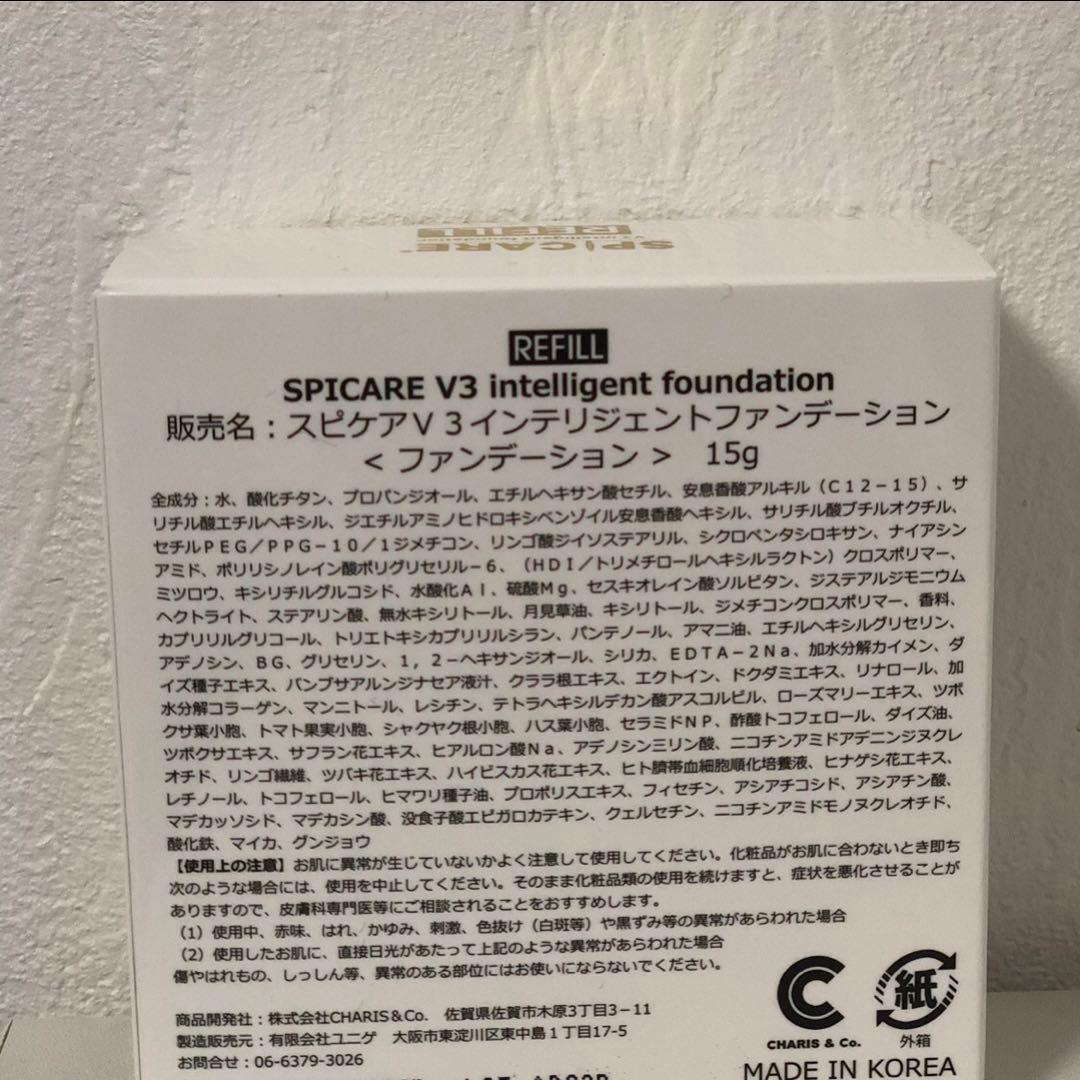 SPICARE
REFILL
V3 intelligent foundation
REFILL
SPICARE V3 intelligent foundation
販売名：スピケアV３インテリジェントファンデーション
＜ファンデーション＞　15g
全成分：水、酸化チタン、プロパンジオール、エチルヘキサン酸セチル、安息香酸アルキル（C12－15）、サ
リチル酸エチルヘキシル、ジエチルアミノヒドロキシベンゾイル安息香酸ヘキシル、サリチル酸ブチルオクチル、
セチルPEG／PPG－10／1ジメチコン、リンゴ酸ジイソステアリル、シクロペンタシロキサン、ナイアシン
アミド、ポリリシノレイン酸ポリグリセリル－6、（HDI／トリメチロールヘキシルラクトン）クロスポリマー、
ミツロウ、キシリチルグルコシド、水酸化Al、硫酸Mg、セスキオレイン酸ソルビタン、ジステアルジモニウム
ヘクトライト、ステアリン酸、無水キシリトール、月見草油、キシリトール、ジメチコンクロスポリマー、香料、
カプリリルグリコール、トリエトキシカプリリルシラン、パンテノール、アマニ油、エチルヘキシルグリセリン、
アデノシン、BG、グリセリン、1，2－ヘキサンジオール、シリカ、EDTA－2Na、加水分解カイメン、ダ
イズ種子エキス、バンブサアルンジナセア液汁、クララ根エキス、エクトイン、ドクダミエキス、リナロール、加
水分解コラーゲン、マンニトール、レシチン、テトラヘキシルデカン酸アスコルビル、ローズマリーエキス、ツボ
クサ葉小胞、トマト果実小胞、シャクヤク根小胞、ハス葉小胞、セラミドNP、酢酸トコフェロール、ダイズ油、
ツボクサエキス、サフラン花エキス、ヒアルロン酸Na、アデノシン三リン酸、ニコチンアミドアデニンジヌクレ
オチド、リンゴ繊維、ツバキ花エキス、ハイビスカス花エキス、ヒト臍帯血細胞順化培養液、ヒナゲシ花エキス、
レチノール、トコフェロール、ヒマワリ種子油、プロポリスエキス、フィセチン、アシアチコシド、アシアチン酸、
マデカッソシド、マデカシン酸、没食子酸エピガロカテキン、クェルセチン、ニコチンアミドモノヌクレオチド、
酸化鉄、マイカ、グンジョウ
【使用上の注意】お肌に異常が生じていないかよく注意して使用してください。化粧品がお肌に合わないとき即ち
次のような場合には、使用を中止してください。そのまま化粧品類の使用を続けますと、症状を悪化させることが
ありますので、皮膚科専門医等にご相談されることをおすすめします。
（1）使用中、赤味、はれ、かゆみ、刺激、色抜け（白斑等）や黒ずみ等の異常があらわれた場合
（2）使用したお肌に、直接日光があたって上記のような異常があらわれた場合
傷やはれもの、しっしん等、異常のある部位にはお使いにならないでください。
商品開発社：株式会社CHARIS＆Co.　佐賀県佐賀市木原3丁目3－11
製造販売元：有限会社ユニゲ　大阪市東淀川区東中島１丁目17-5
お問合せ：06-6379-3026
CHARIS & Co.
紙
外箱
MADE IN KOREA